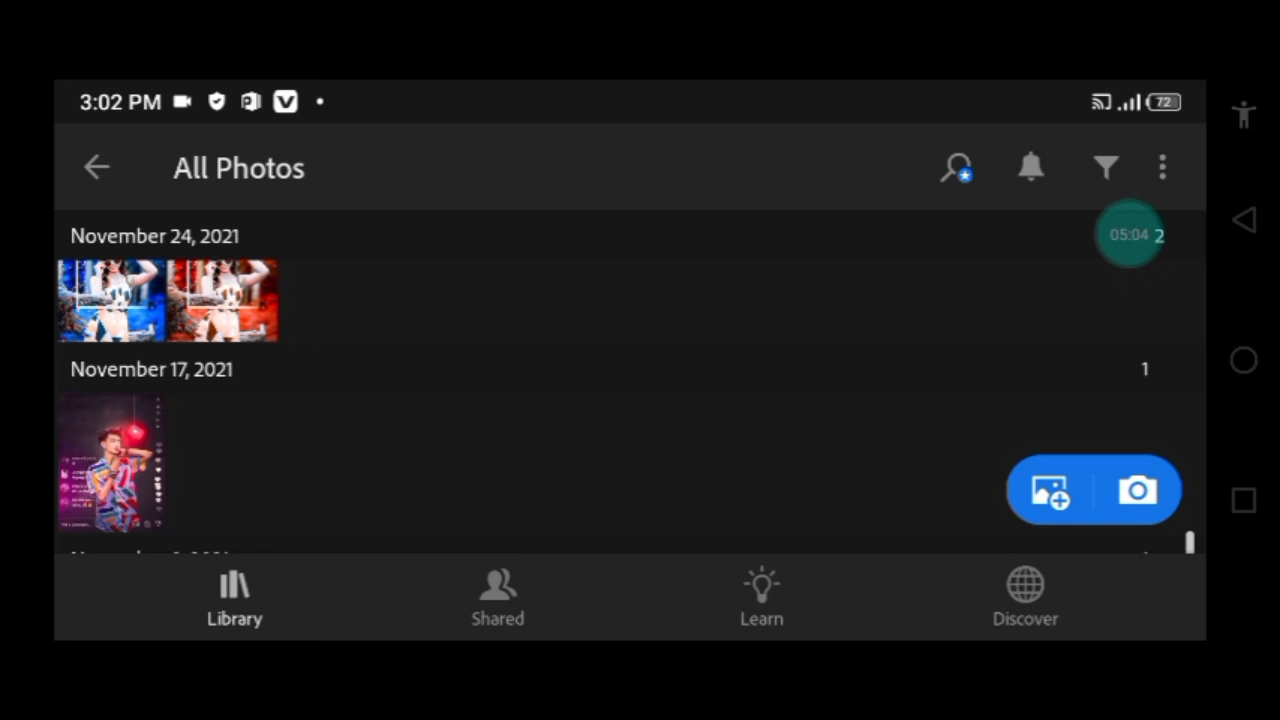 3:02 PM
72
All Photos
November 24, 2021
05:04 2
November 17, 2021
1
Library
Shared
Learn
Discover